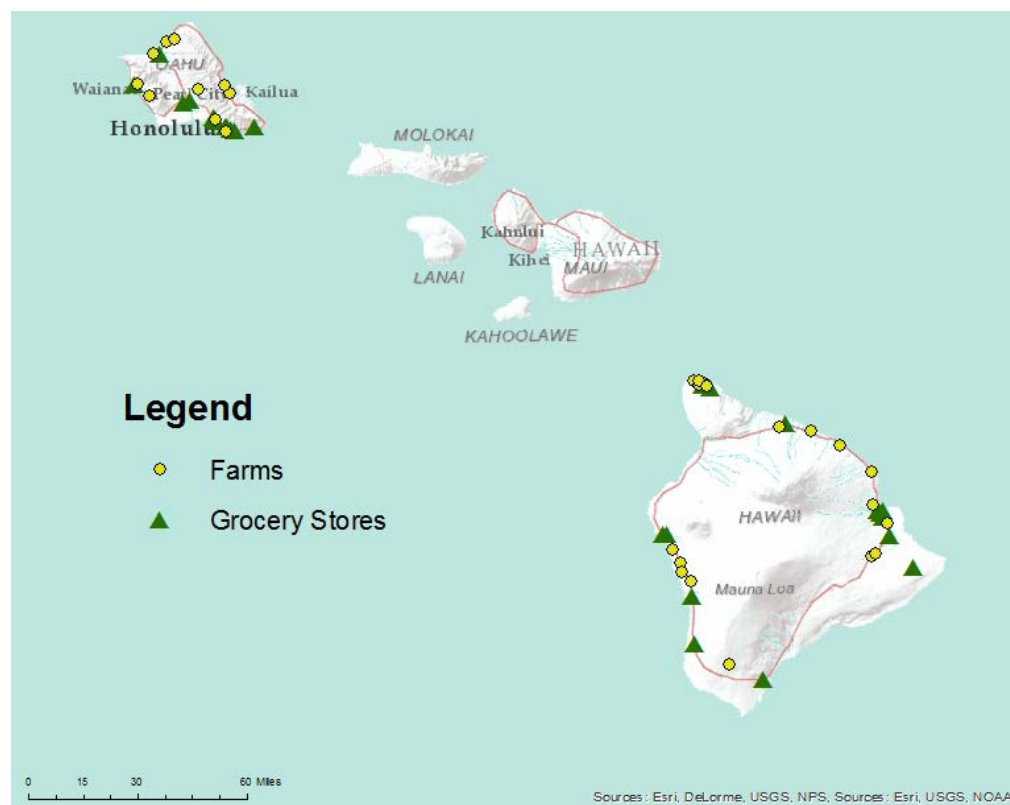 OAHU
Waianae
Pearl City
Kailua
Honolulu
MOLOKAI
Kahului
HAWAII
Kihei
MAUI
LANAI
KAHOOLAWE
Legend
Farms
Grocery Stores
HAWAII
Mauna Loa
0 15 30 60 Miles
Sources: Esri, DeLorme, USGS, NPS, Sources: Esri, USGS, NOAA